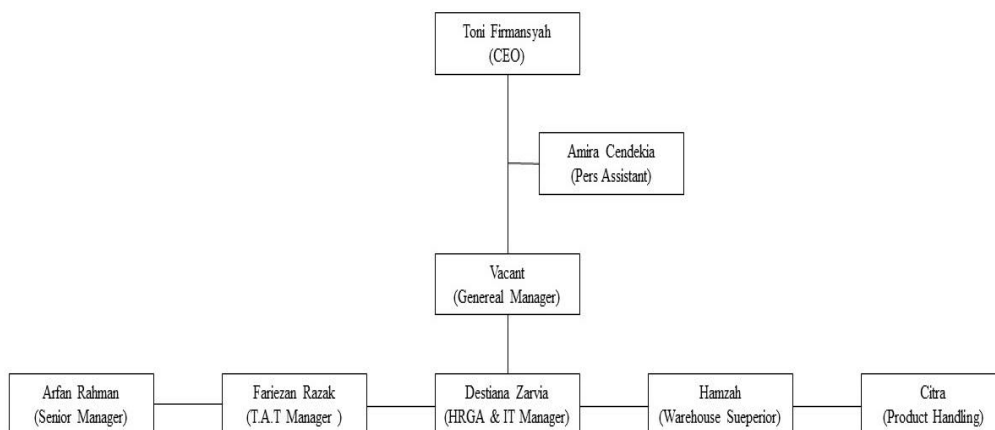 Toni Firmansyah
(CEO)
Amira Cendekia
(Pers Assistant)
Vacant
(Genereal Manager)
Arfan Rahman
(Senior Manager)
Fariezan Razak
(T.A.T Manager )
Destiana Zarvia
(HRGA & IT Manager)
Hamzah
(Warehouse Sueperior)
Citra
(Product Handling)